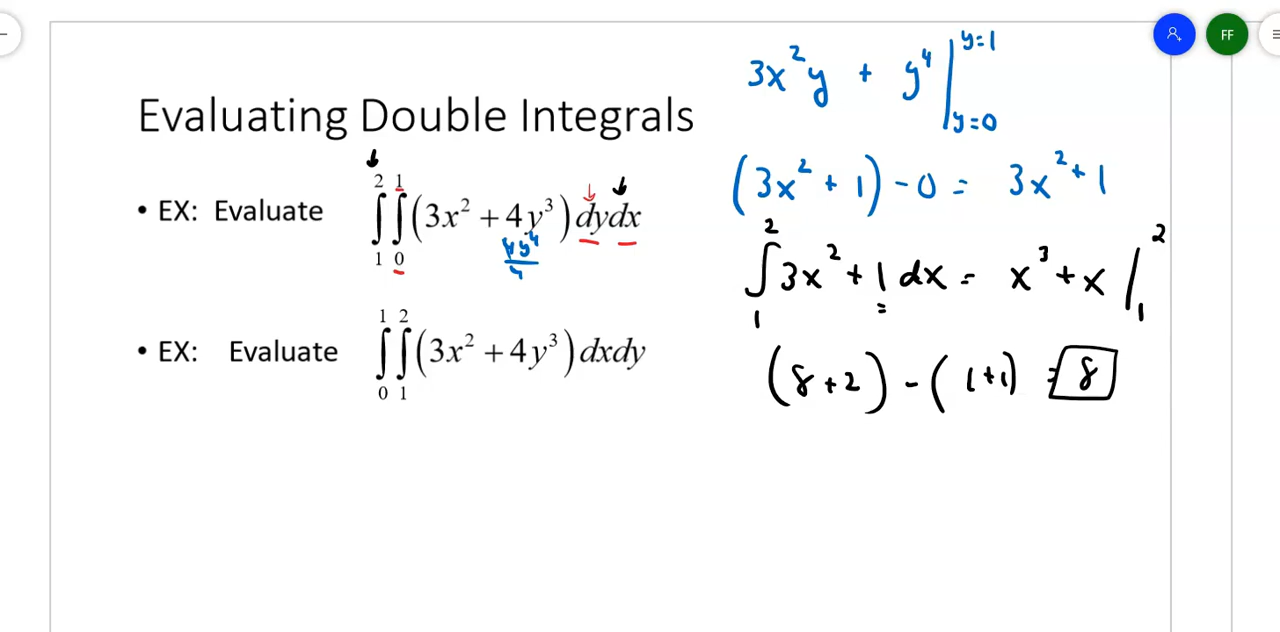 FF
Evaluating Double Integrals
• EX: Evaluate ∫₁² ∫₀¹ (3x² + 4y³) dydx
4y⁴/4
• EX: Evaluate ∫₀¹ ∫₁² (3x² + 4y³) dxdy
3x²y + y⁴ |y=0 y=1
(3x² + 1) - 0 = 3x² + 1
∫₁² 3x² + 1 dx = x³ + x |₁²
(8 + 2) - (1 + 1) = 8